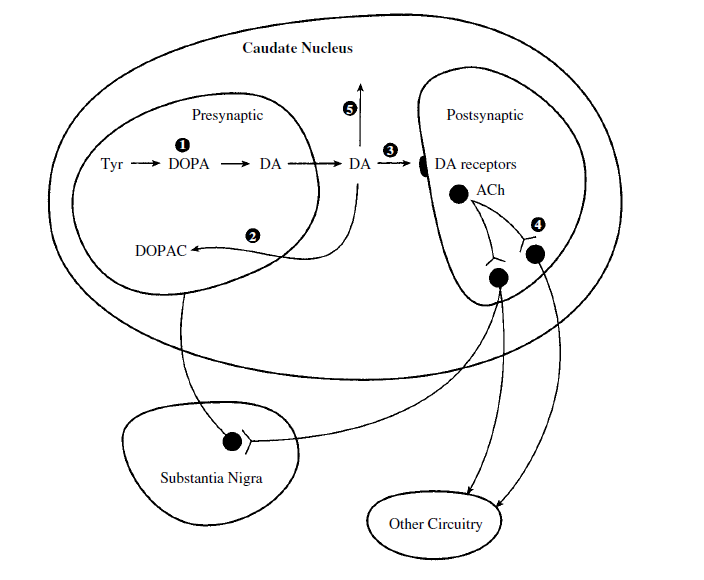 Caudate Nucleus
5
Presynaptic
Postsynaptic
1
3
Tyr DOPA DA DA DA receptors
ACh
2
4
DOPAC
Substantia Nigra
Other Circuitry